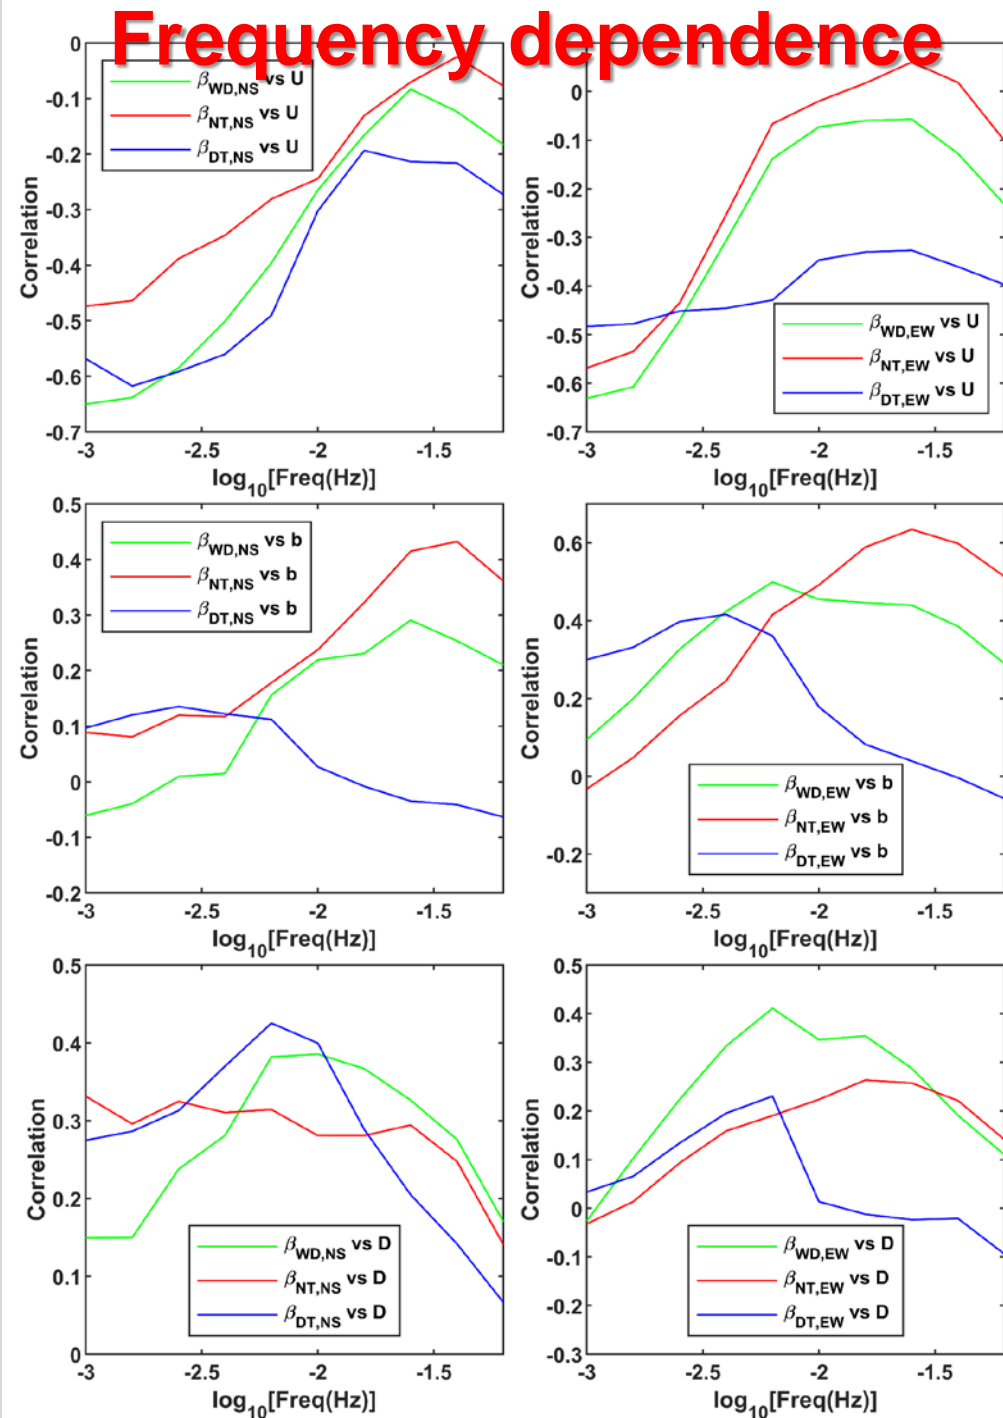 Frequency dependence
0
-0.1
-0.2
-0.3
-0.4
-0.5
-0.6
-0.7
Correlation
β_WD,NS vs U
β_NT,NS vs U
β_DT,NS vs U
-3 -2.5 -2 -1.5
log10[Freq(Hz)]
0
-0.1
-0.2
-0.3
-0.4
-0.5
-0.6
-0.7
Correlation
β_WD,EW vs U
β_NT,EW vs U
β_DT,EW vs U
-3 -2.5 -2 -1.5
log10[Freq(Hz)]
0.5
0.4
0.3
0.2
0.1
0
-0.1
-0.2
Correlation
β_WD,NS vs b
β_NT,NS vs b
β_DT,NS vs b
-3 -2.5 -2 -1.5
log10[Freq(Hz)]
0.6
0.4
0.2
0
-0.2
Correlation
β_WD,EW vs b
β_NT,EW vs b
β_DT,EW vs b
-3 -2.5 -2 -1.5
log10[Freq(Hz)]
0.5
0.4
0.3
0.2
0.1
0
Correlation
β_WD,NS vs D
β_NT,NS vs D
β_DT,NS vs D
-3 -2.5 -2 -1.5
log10[Freq(Hz)]
0.5
0.4
0.3
0.2
0.1
0
-0.1
-0.3
Correlation
β_WD,EW vs D
β_NT,EW vs D
β_DT,EW vs D
-3 -2.5 -2 -1.5
log10[Freq(Hz)]